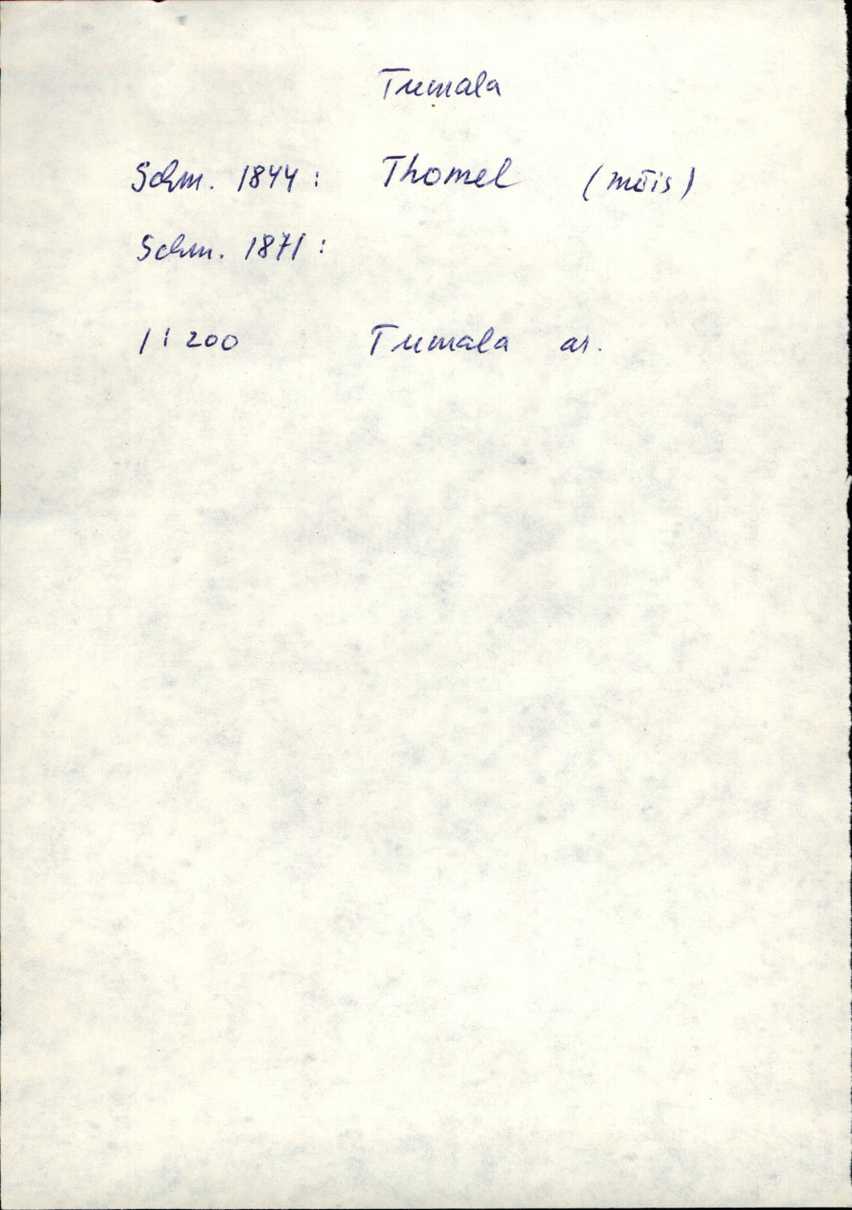 Tumala
Schm. 1844: Thomel (mõis)
Schm. 1871:
1:200 Tumala as.